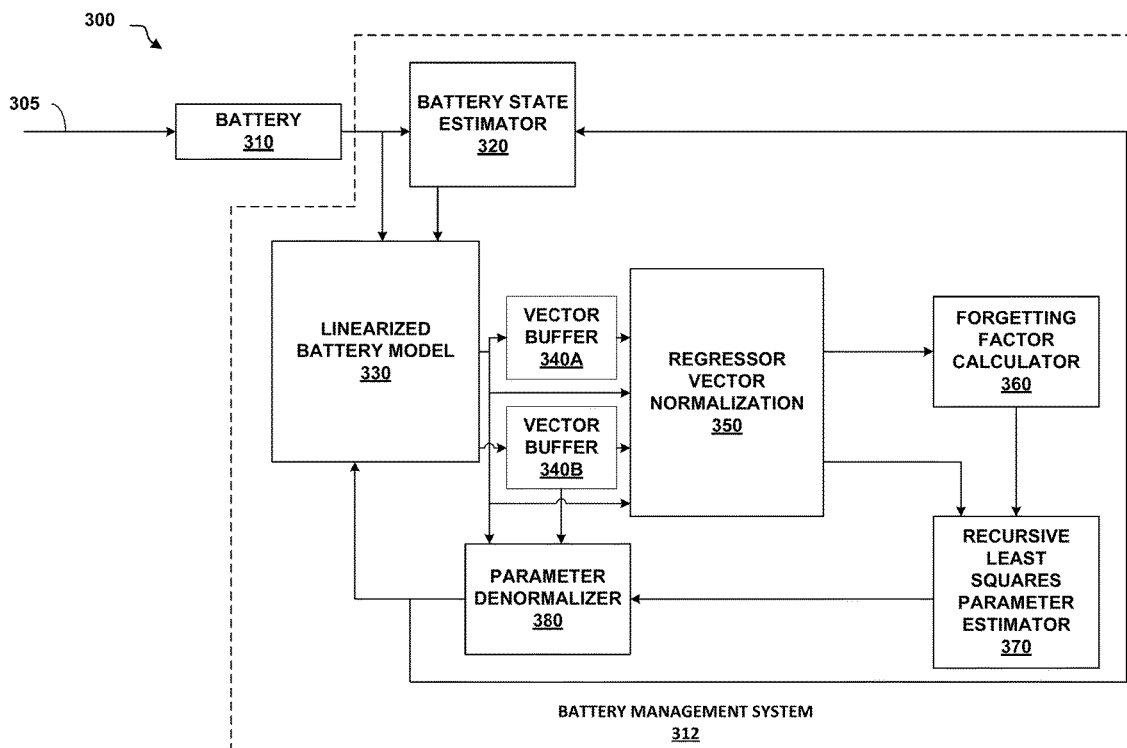 300
305
BATTERY
310
BATTERY STATE
ESTIMATOR
320
LINEARIZED
BATTERY MODEL
330
VECTOR
BUFFER
340A
VECTOR
BUFFER
340B
REGRESSOR
VECTOR
NORMALIZATION
350
FORGETTING
FACTOR
CALCULATOR
360
PARAMETER
DENORMALIZER
380
RECURSIVE
LEAST
SQUARES
PARAMETER
ESTIMATOR
370
BATTERY MANAGEMENT SYSTEM
312